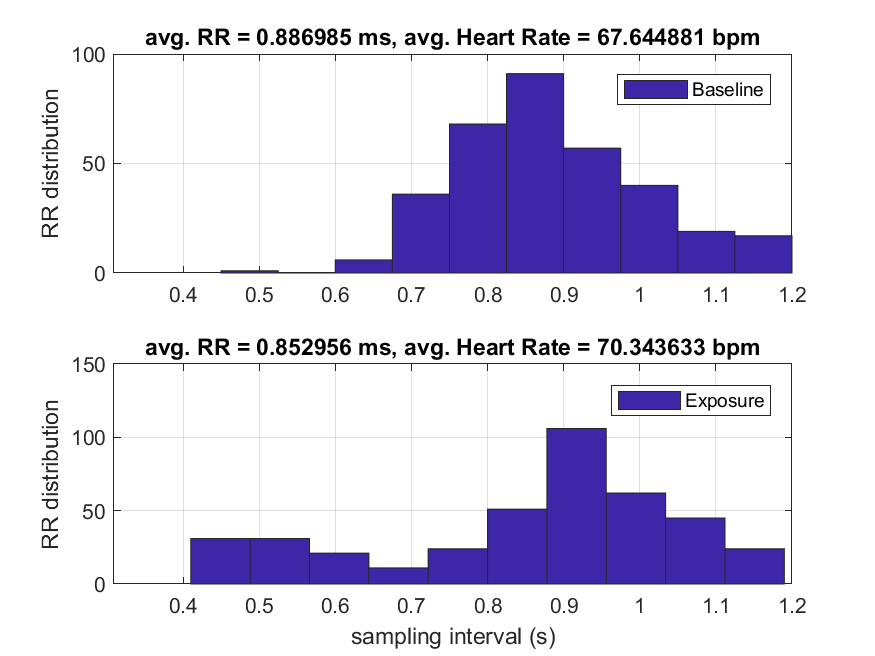 avg. RR = 0.886985 ms, avg. Heart Rate = 67.644881 bpm
100
50
0
RR distribution
Baseline
0.4 0.5 0.6 0.7 0.8 0.9 1 1.1 1.2
avg. RR = 0.852956 ms, avg. Heart Rate = 70.343633 bpm
150
100
50
0
RR distribution
Exposure
0.4 0.5 0.6 0.7 0.8 0.9 1 1.1 1.2
sampling interval (s)